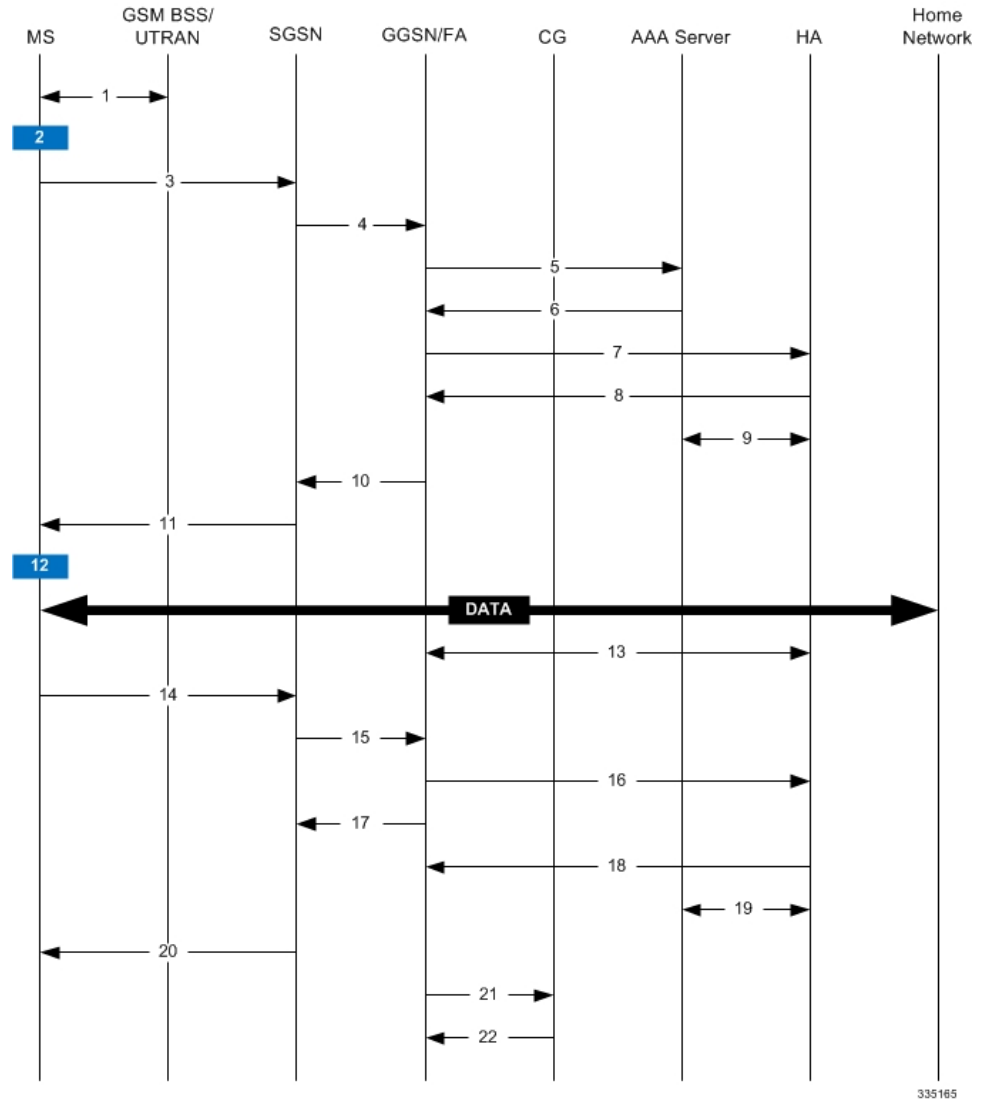 MS
GSM BSS/
UTRAN
SGSN
GGSN/FA
CG
AAA Server
HA
Home
Network
1
2
3
4
5
6
7
8
9
10
11
12
DATA
13
14
15
16
17
18
19
20
21
22
335165